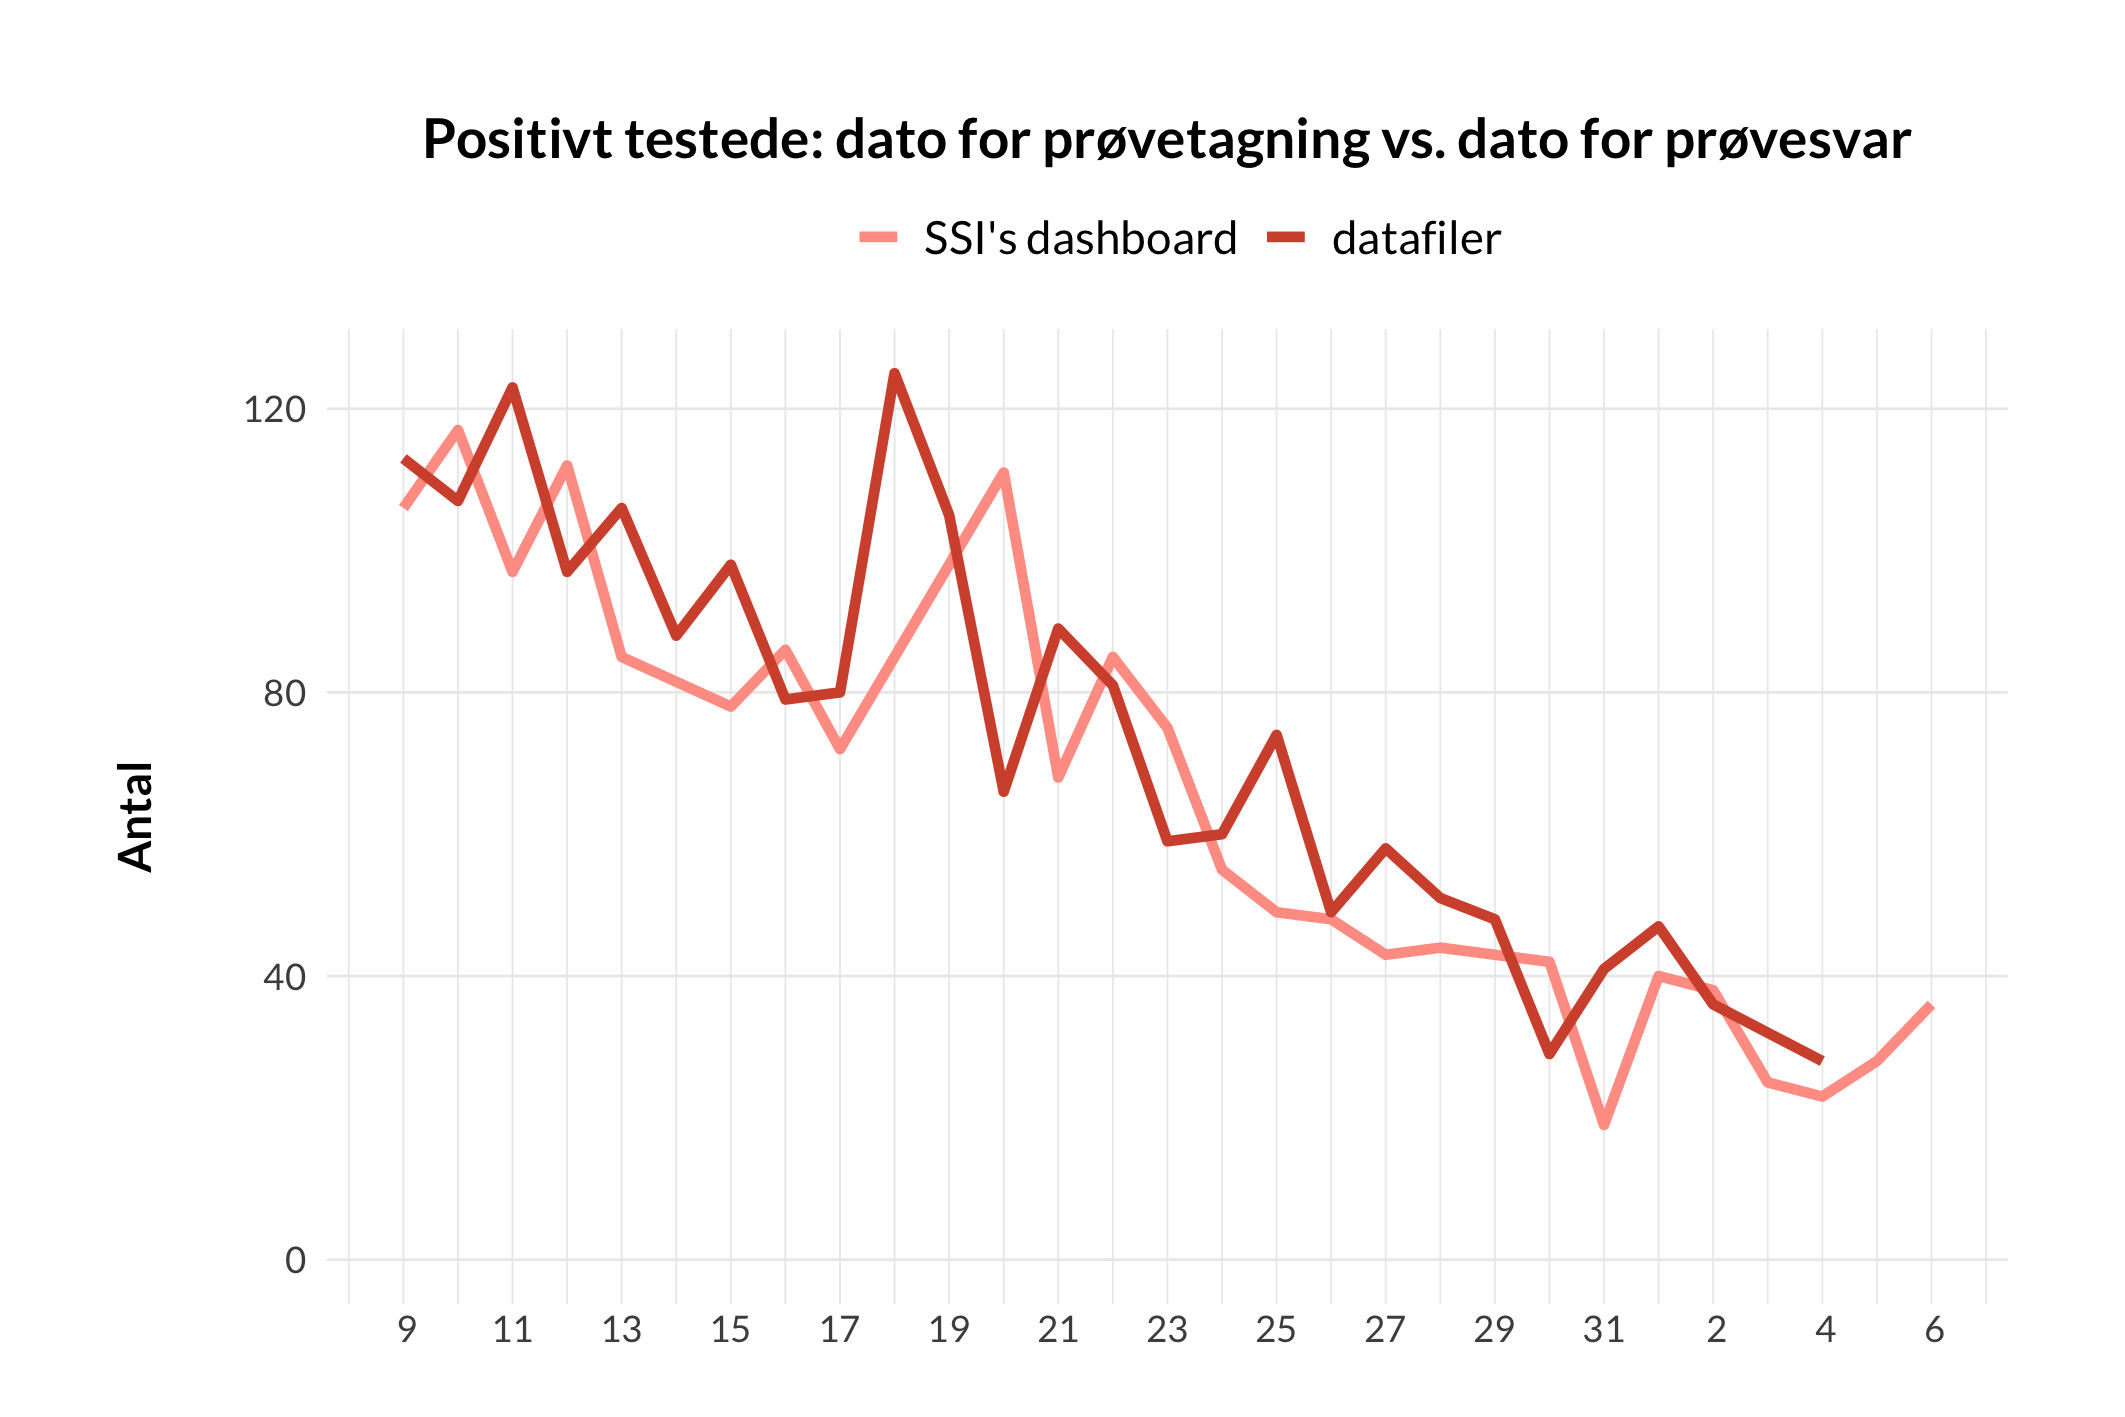 Positivt testede: dato for prøvetagning vs. dato for prøvesvar
SSI's dashboard datafiler
120
80
40
0
Antal
9 11 13 15 17 19 21 23 25 27 29 31 2 4 6